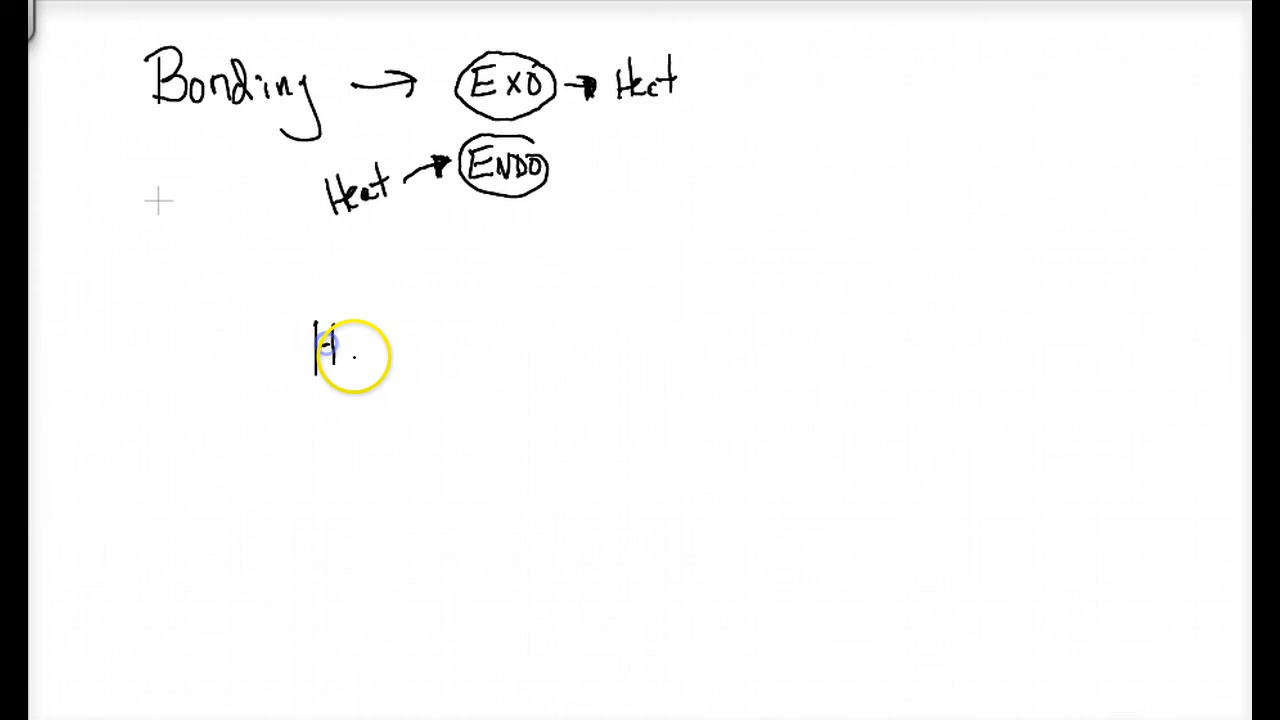 Bonding → EXO → Heat
Heat → ENDO
H .